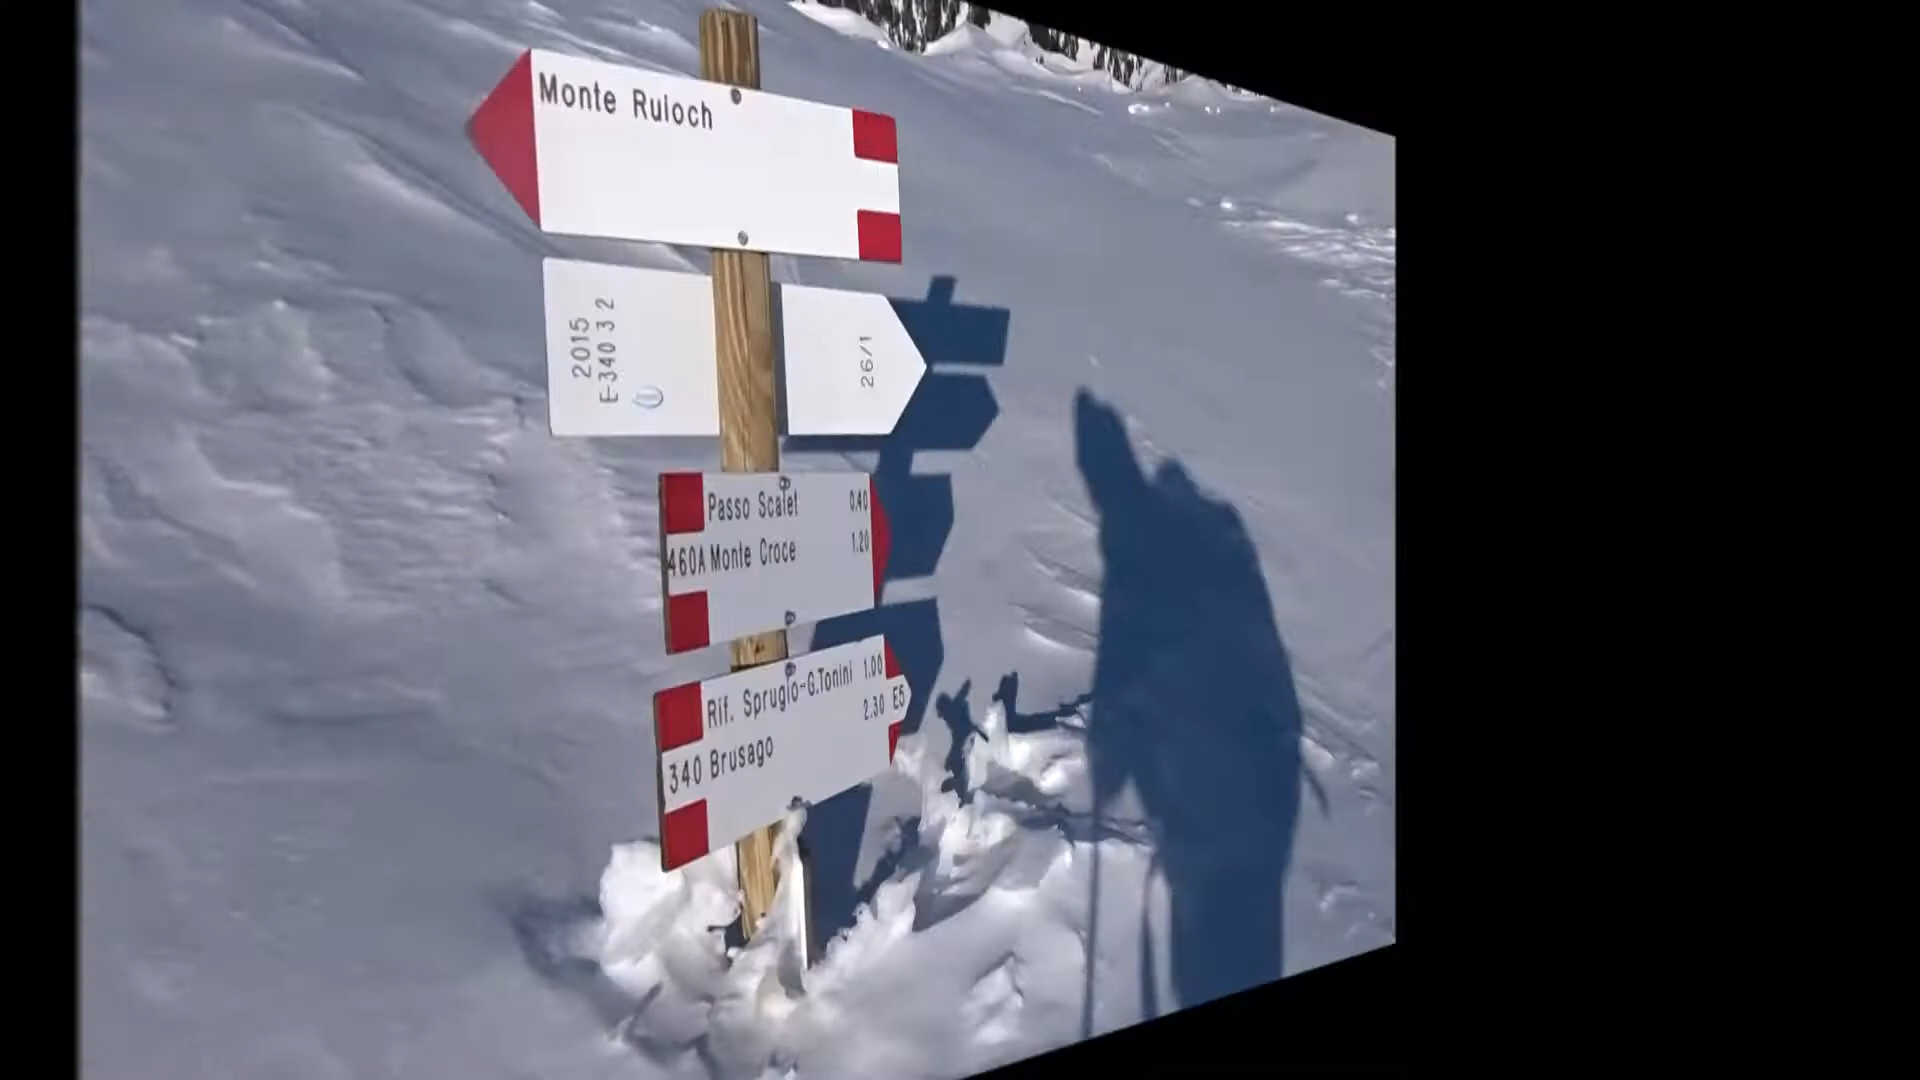 Monte Ruioch
2015
E-340 3 2
26/1
Passo Scalet 0.40
460A Monte Croce 1.20
Rif. Sprugio-G.Tonini 1.00
2.30 E5
340 Brusago